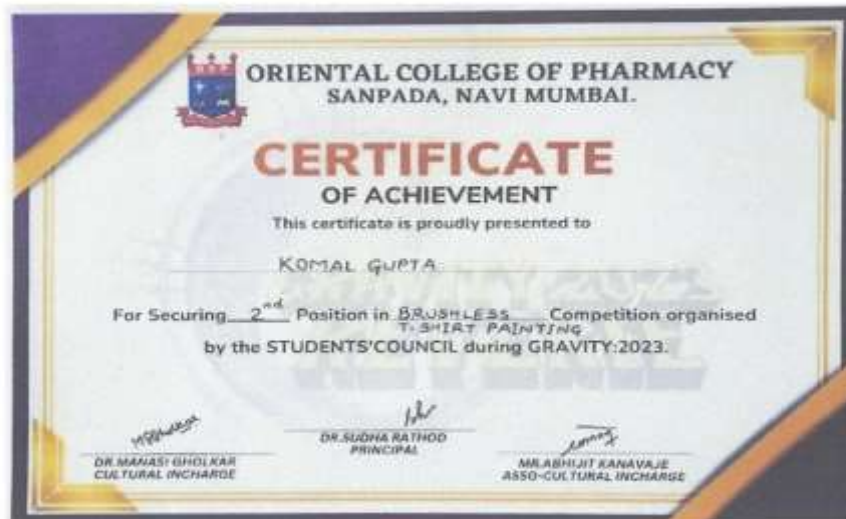 ORIENTAL COLLEGE OF PHARMACY
SANPADA, NAVI MUMBAI.
CERTIFICATE
OF ACHIEVEMENT
This certificate is proudly presented to
KOMAL GUPTA
For Securing 2nd Position in BRUSHLESS Competition organised
T-SHIRT PAINTING
by the STUDENTS'COUNCIL during GRAVITY:2023.
DR.MANASI GHOLKAR
CULTURAL INCHARGE
DR.SUDHA RATHOD
PRINCIPAL
MR.ABHIJIT KANAVAJE
ASSO-CULTURAL INCHARGE